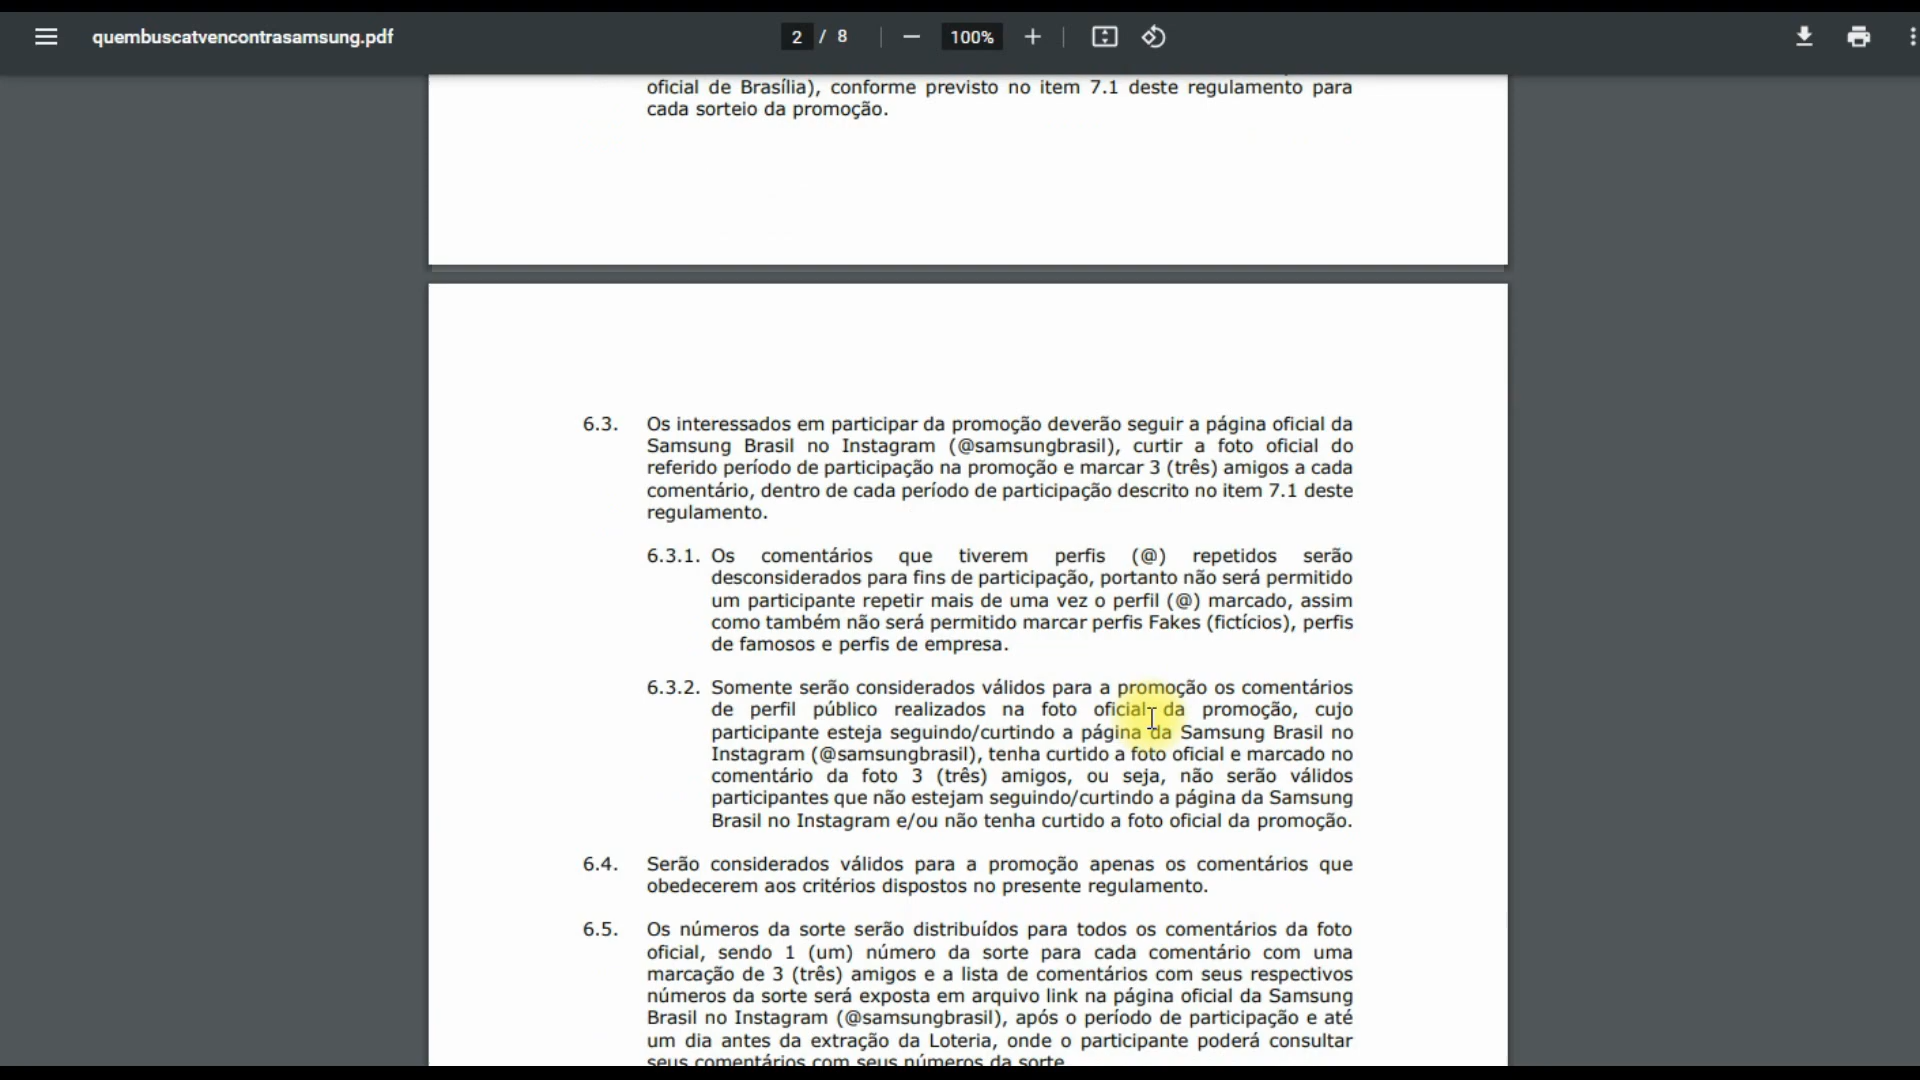 quembuscatvencontrasamsung.pdf
2 / 8
100%
oficial de Brasília), conforme previsto no item 7.1 deste regulamento para
cada sorteio da promoção.
6.3. Os interessados em participar da promoção deverão seguir a página oficial da
Samsung Brasil no Instagram (@samsungbrasil), curtir a foto oficial do
referido período de participação na promoção e marcar 3 (três) amigos a cada
comentário, dentro de cada período de participação descrito no item 7.1 deste
regulamento.
6.3.1. Os comentários que tiverem perfis (@) repetidos serão
desconsiderados para fins de participação, portanto não será permitido
um participante repetir mais de uma vez o perfil (@) marcado, assim
como também não será permitido marcar perfis Fakes (fictícios), perfis
de famosos e perfis de empresa.
6.3.2. Somente serão considerados válidos para a promoção os comentários
de perfil público realizados na foto oficial da promoção, cujo
participante esteja seguindo/curtindo a página da Samsung Brasil no
Instagram (@samsungbrasil), tenha curtido a foto oficial e marcado no
comentário da foto 3 (três) amigos, ou seja, não serão válidos
participantes que não estejam seguindo/curtindo a página da Samsung
Brasil no Instagram e/ou não tenha curtido a foto oficial da promoção.
6.4. Serão considerados válidos para a promoção apenas os comentários que
obedecerem aos critérios dispostos no presente regulamento.
6.5. Os números da sorte serão distribuídos para todos os comentários da foto
oficial, sendo 1 (um) número da sorte para cada comentário com uma
marcação de 3 (três) amigos e a lista de comentários com seus respectivos
números da sorte será exposta em arquivo link na página oficial da Samsung
Brasil no Instagram (@samsungbrasil), após o período de participação e até
um dia antes da extração da Loteria, onde o participante poderá consultar
seus comentários com seus números da sorte.